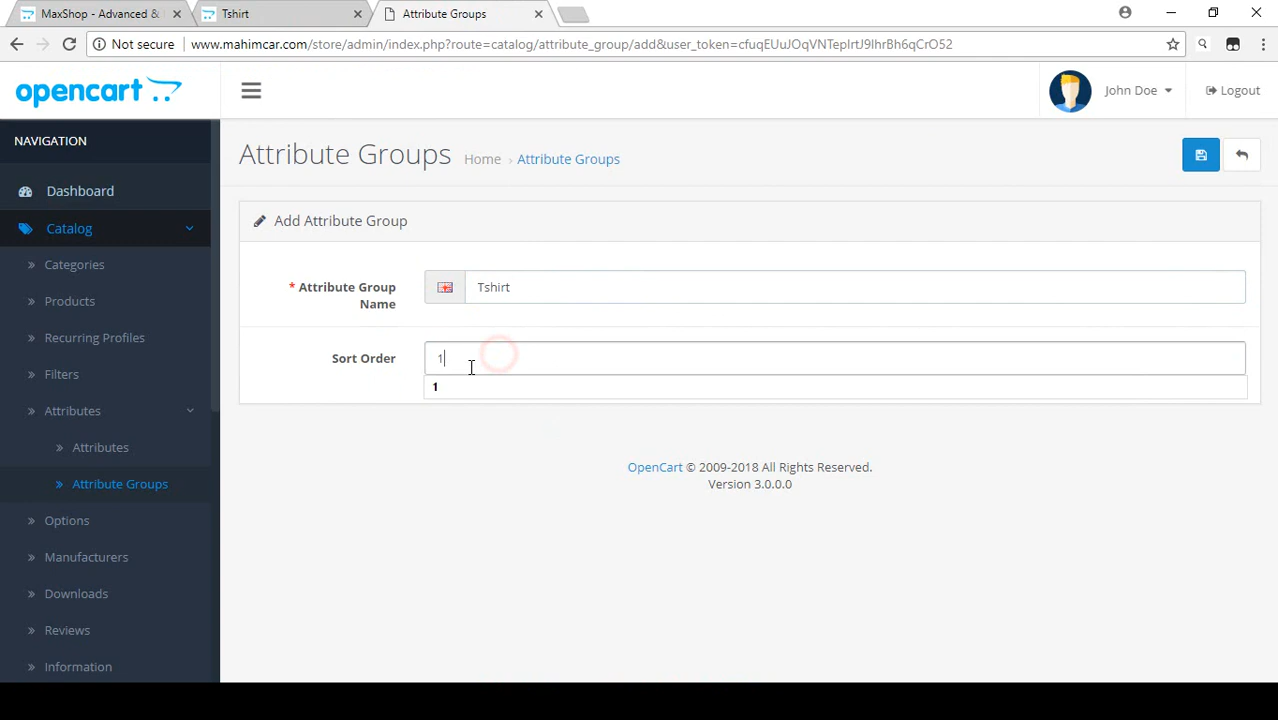 MaxShop - Advanced & 
Tshirt
Attribute Groups
Not secure
www.mahimcar.com/store/admin/index.php?route=catalog/attribute_group/add&user_token=cfuqEUuJOqVNTepIrtJ9IhrBh6qCrO52
opencart
John Doe
Logout
NAVIGATION
Attribute Groups
Home › Attribute Groups
Dashboard
Catalog
Categories
Products
Recurring Profiles
Filters
Attributes
Attributes
Attribute Groups
Options
Manufacturers
Downloads
Reviews
Information
Add Attribute Group
* Attribute Group
Name
Tshirt
Sort Order
1
1
OpenCart © 2009-2018 All Rights Reserved.
Version 3.0.0.0